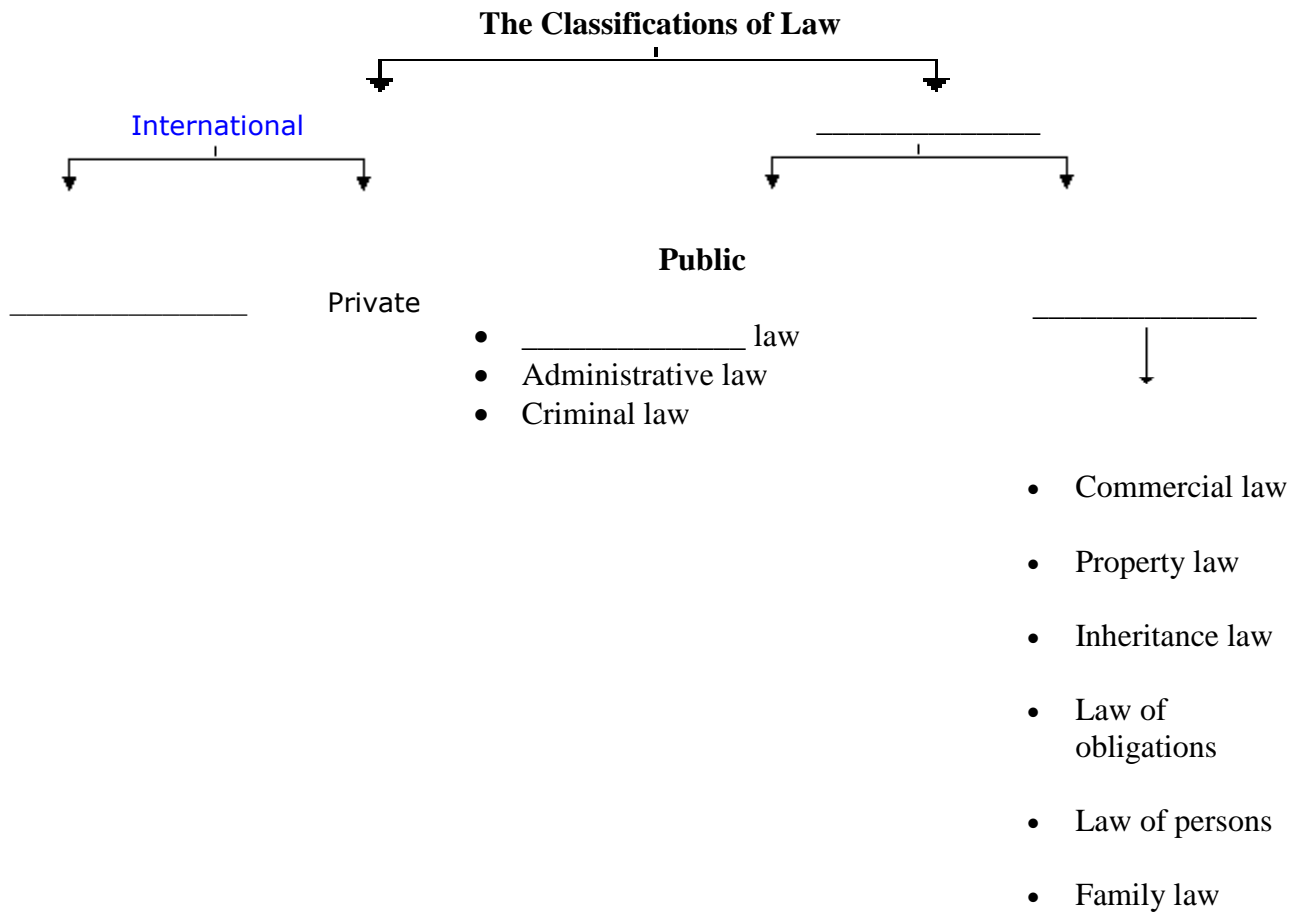 The Classifications of Law
International ______________
Public
_______________ Private ______________
• ______________ law
• Administrative law
• Criminal law
• Commercial law
• Property law
• Inheritance law
• Law of
obligations
• Law of persons
• Family law